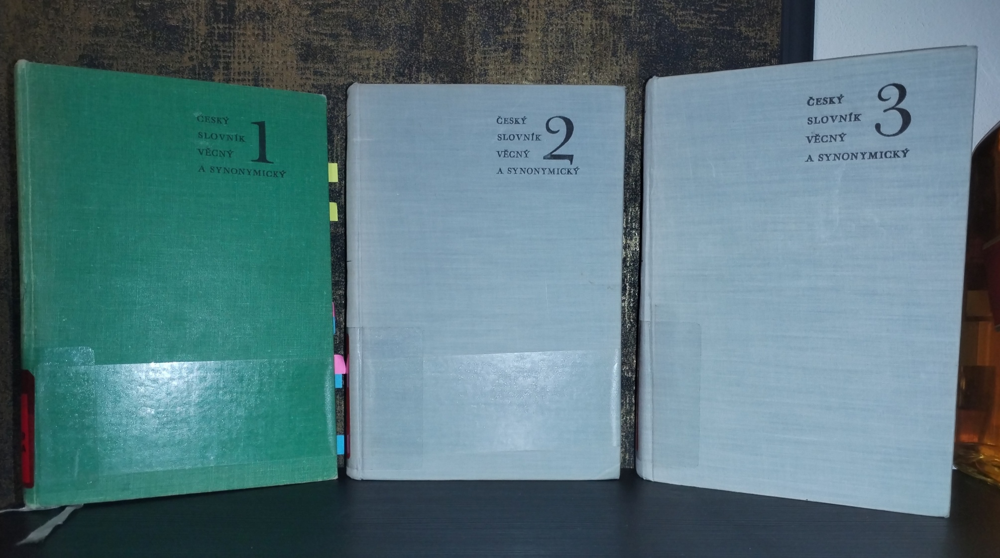 ČESKÝ
SLOVNÍK
VĚCNÝ
A SYNONYMICKÝ
1
ČESKÝ
SLOVNÍK
VĚCNÝ
A SYNONYMICKÝ
2
ČESKÝ
SLOVNÍK
VĚCNÝ
A SYNONYMICKÝ
3